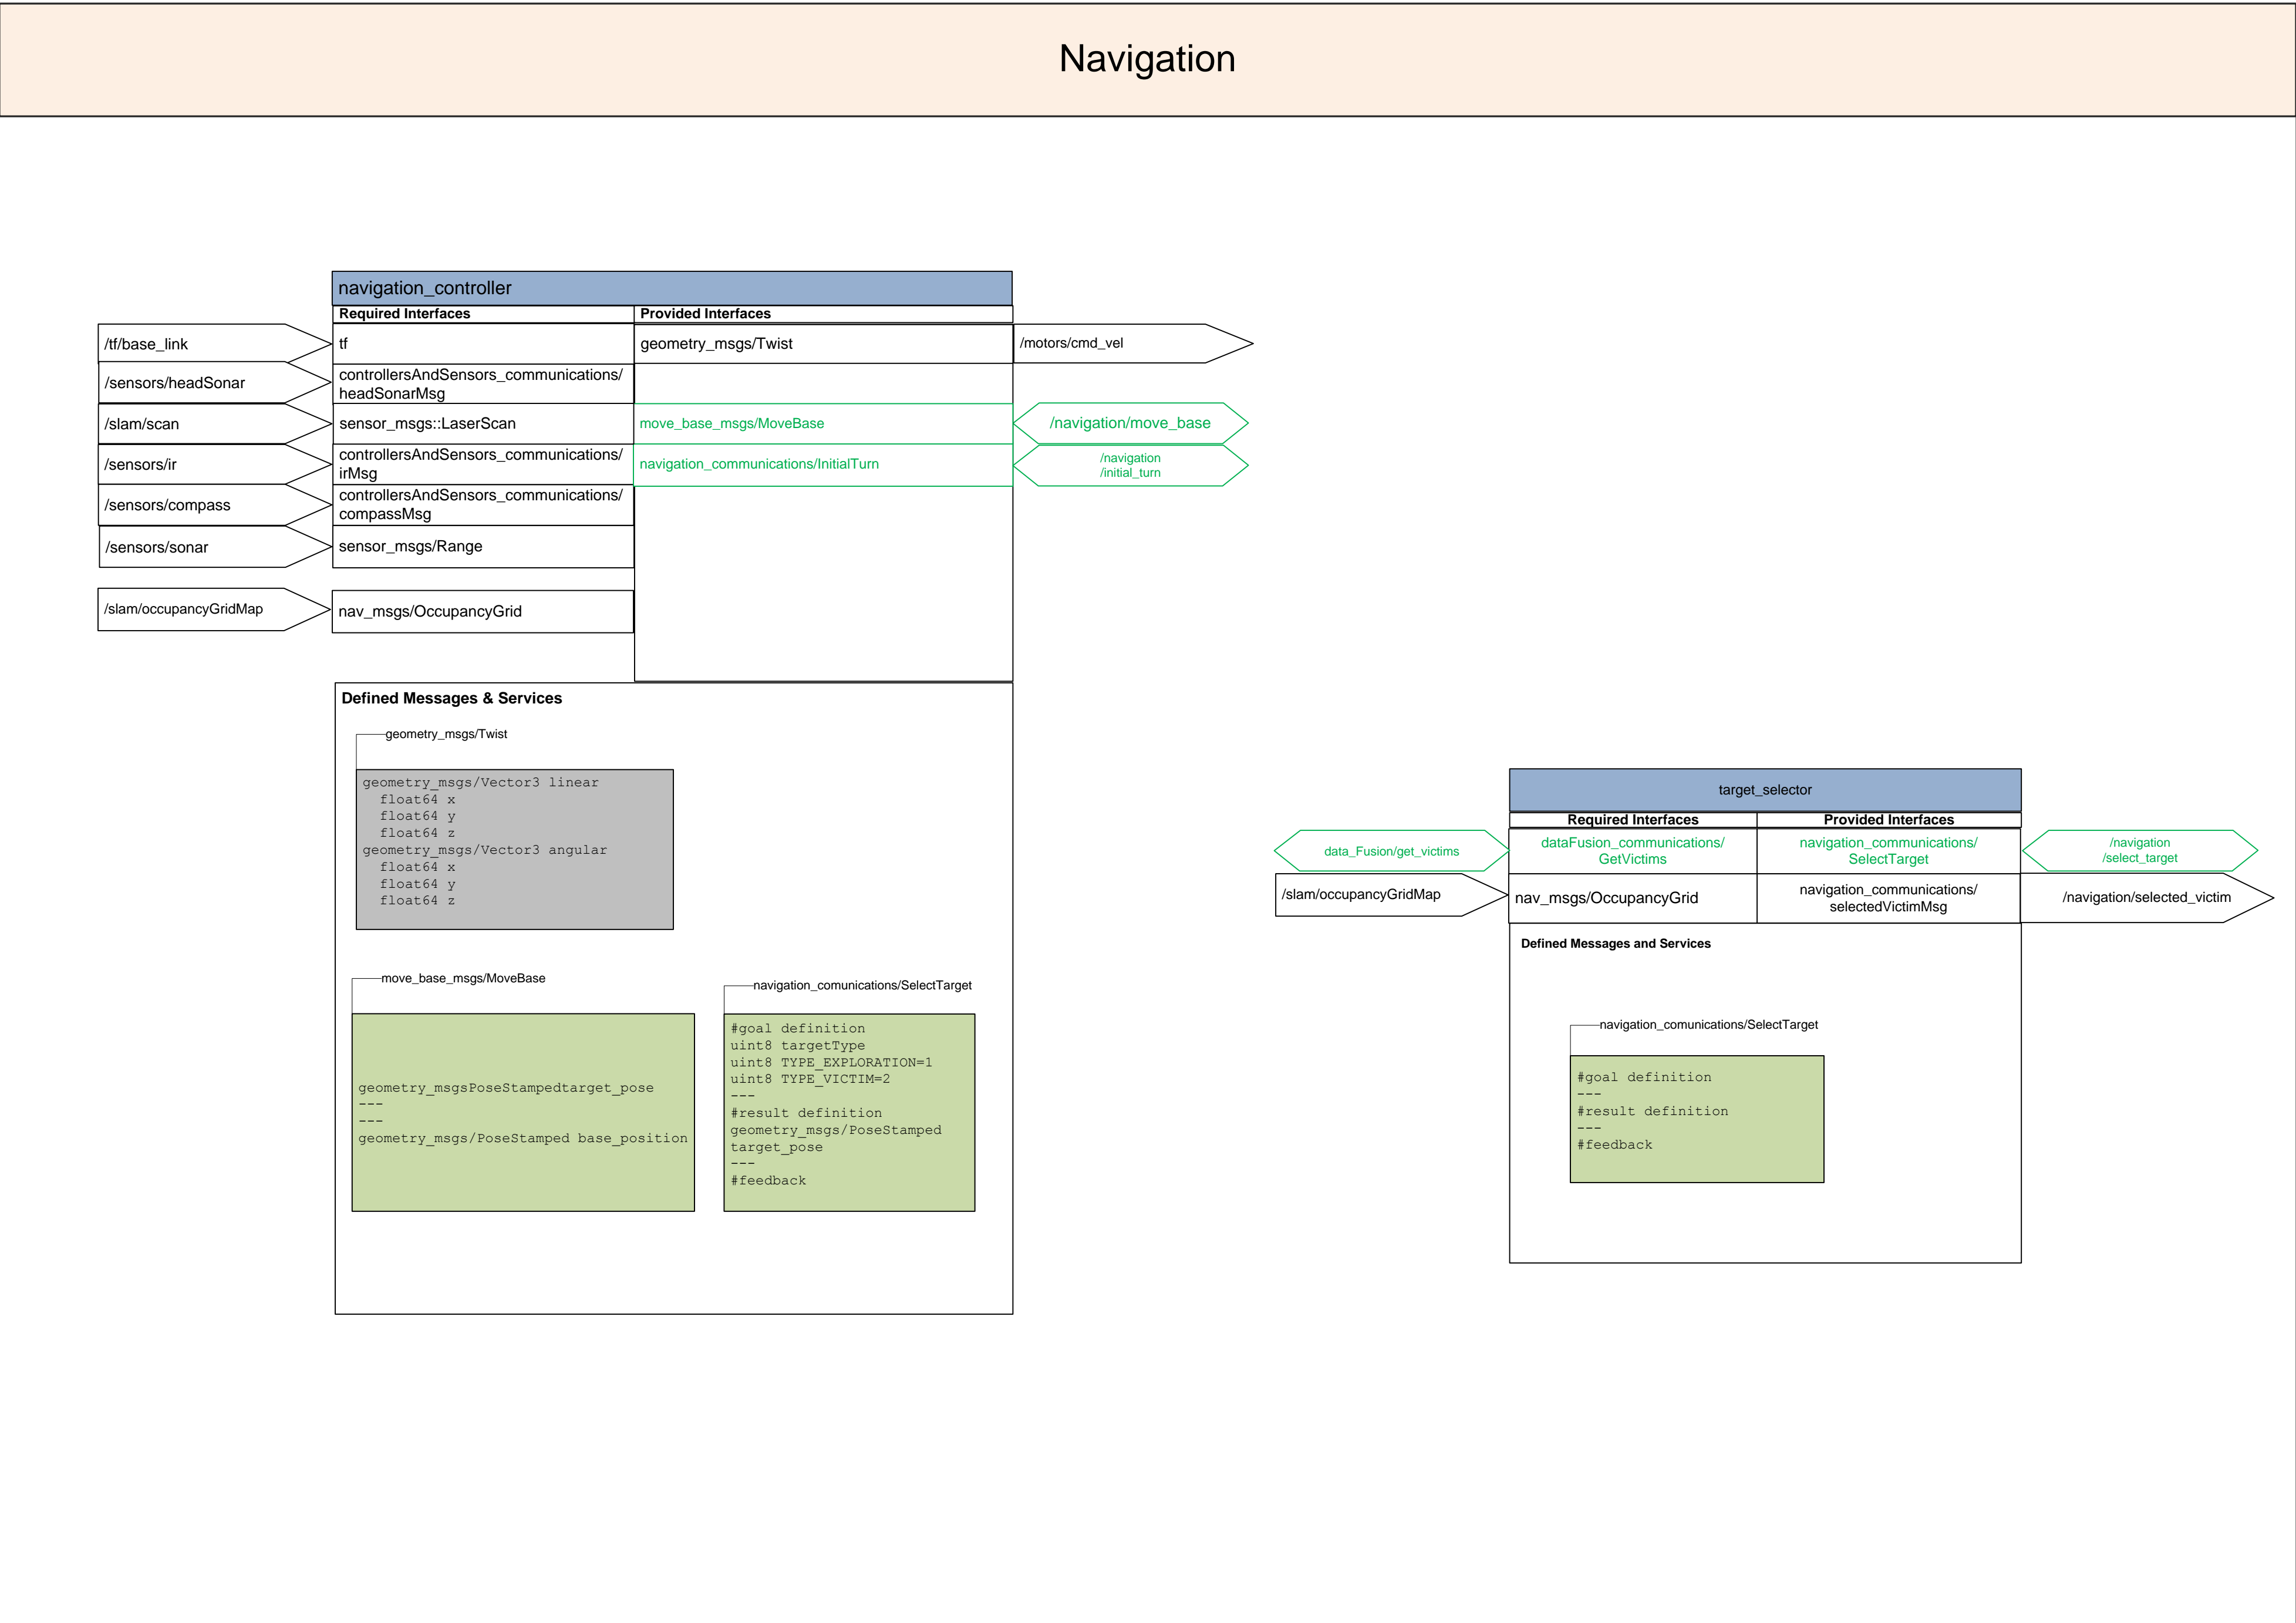 Navigation
navigation_controller
Required Interfaces
Provided Interfaces
/tf/base_link
tf
geometry_msgs/Twist
/motors/cmd_vel
/sensors/headSonar
controllersAndSensors_communications/
headSonarMsg
/slam/scan
sensor_msgs::LaserScan
move_base_msgs/MoveBase
/navigation/move_base
/sensors/ir
controllersAndSensors_communications/
irMsg
navigation_communications/InitialTurn
/navigation
/initial_turn
/sensors/compass
controllersAndSensors_communications/
compassMsg
/sensors/sonar
sensor_msgs/Range
/slam/occupancyGridMap
nav_msgs/OccupancyGrid
Defined Messages & Services
geometry_msgs/Twist
geometry_msgs/Vector3 linear
  float64 x
  float64 y
  float64 z
geometry_msgs/Vector3 angular
  float64 x
  float64 y
  float64 z
move_base_msgs/MoveBase
geometry_msgsPoseStampedtarget_pose
---
---
geometry_msgs/PoseStamped base_position
navigation_comunications/SelectTarget
#goal definition
uint8 targetType
uint8 TYPE_EXPLORATION=1
uint8 TYPE_VICTIM=2
---
#result definition
geometry_msgs/PoseStamped
target_pose
---
#feedback
target_selector
Required Interfaces
Provided Interfaces
data_Fusion/get_victims
dataFusion_communications/
GetVictims
navigation_communications/
SelectTarget
/navigation
/select_target
/slam/occupancyGridMap
nav_msgs/OccupancyGrid
navigation_communications/
selectedVictimMsg
/navigation/selected_victim
Defined Messages and Services
navigation_comunications/SelectTarget
#goal definition
---
#result definition
---
#feedback